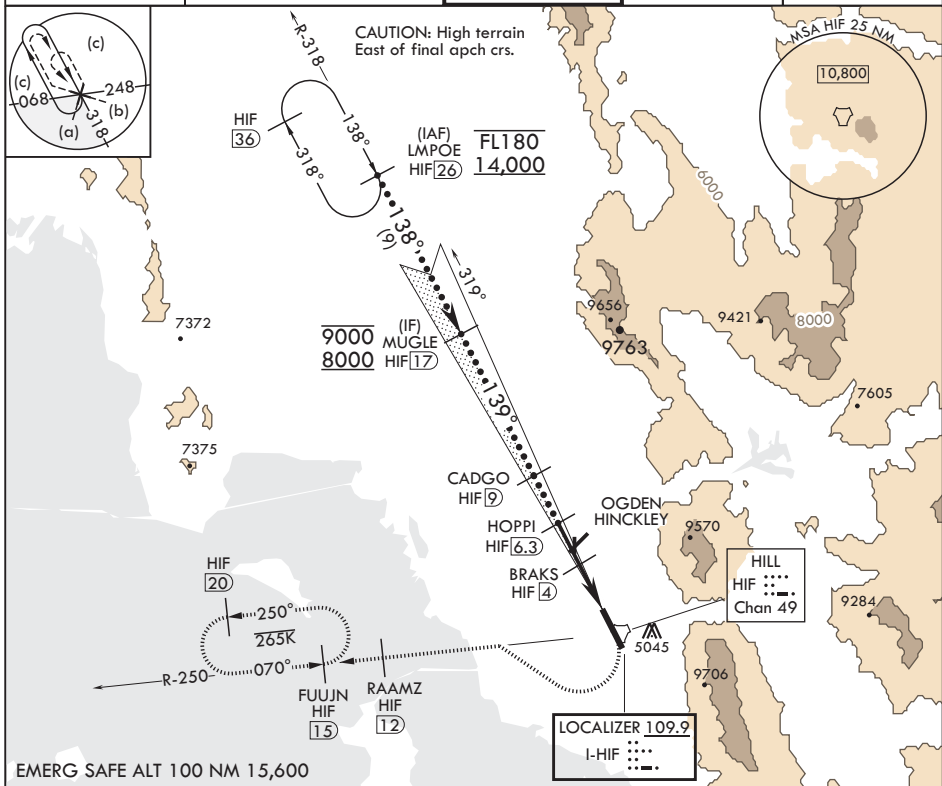 (c)
(c)
068
248
(b)
(a)
318
R-318
CAUTION: High terrain
East of final apch crs.
MSA HIF 25 NM
10,800
HIF
36
138°
318°
(IAF)
LMPOE
HIF 26
FL180
14,000
138°
(9)
319°
6000
7372
9000
8000
(IF)
MUGLE
HIF 17
9656
9763
9421
8000
7605
139°
7375
CADGO
HIF 9
HOPPI
HIF 6.3
OGDEN
HINCKLEY
9570
BRAKS
HIF 4
HILL
HIF
Chan 49
HIF
20
250°
265K
070°
R-250
FUUJN
HIF
15
RAAMZ
HIF
12
5045
9284
9706
LOCALIZER 109.9
I-HIF
EMERG SAFE ALT 100 NM 15,600